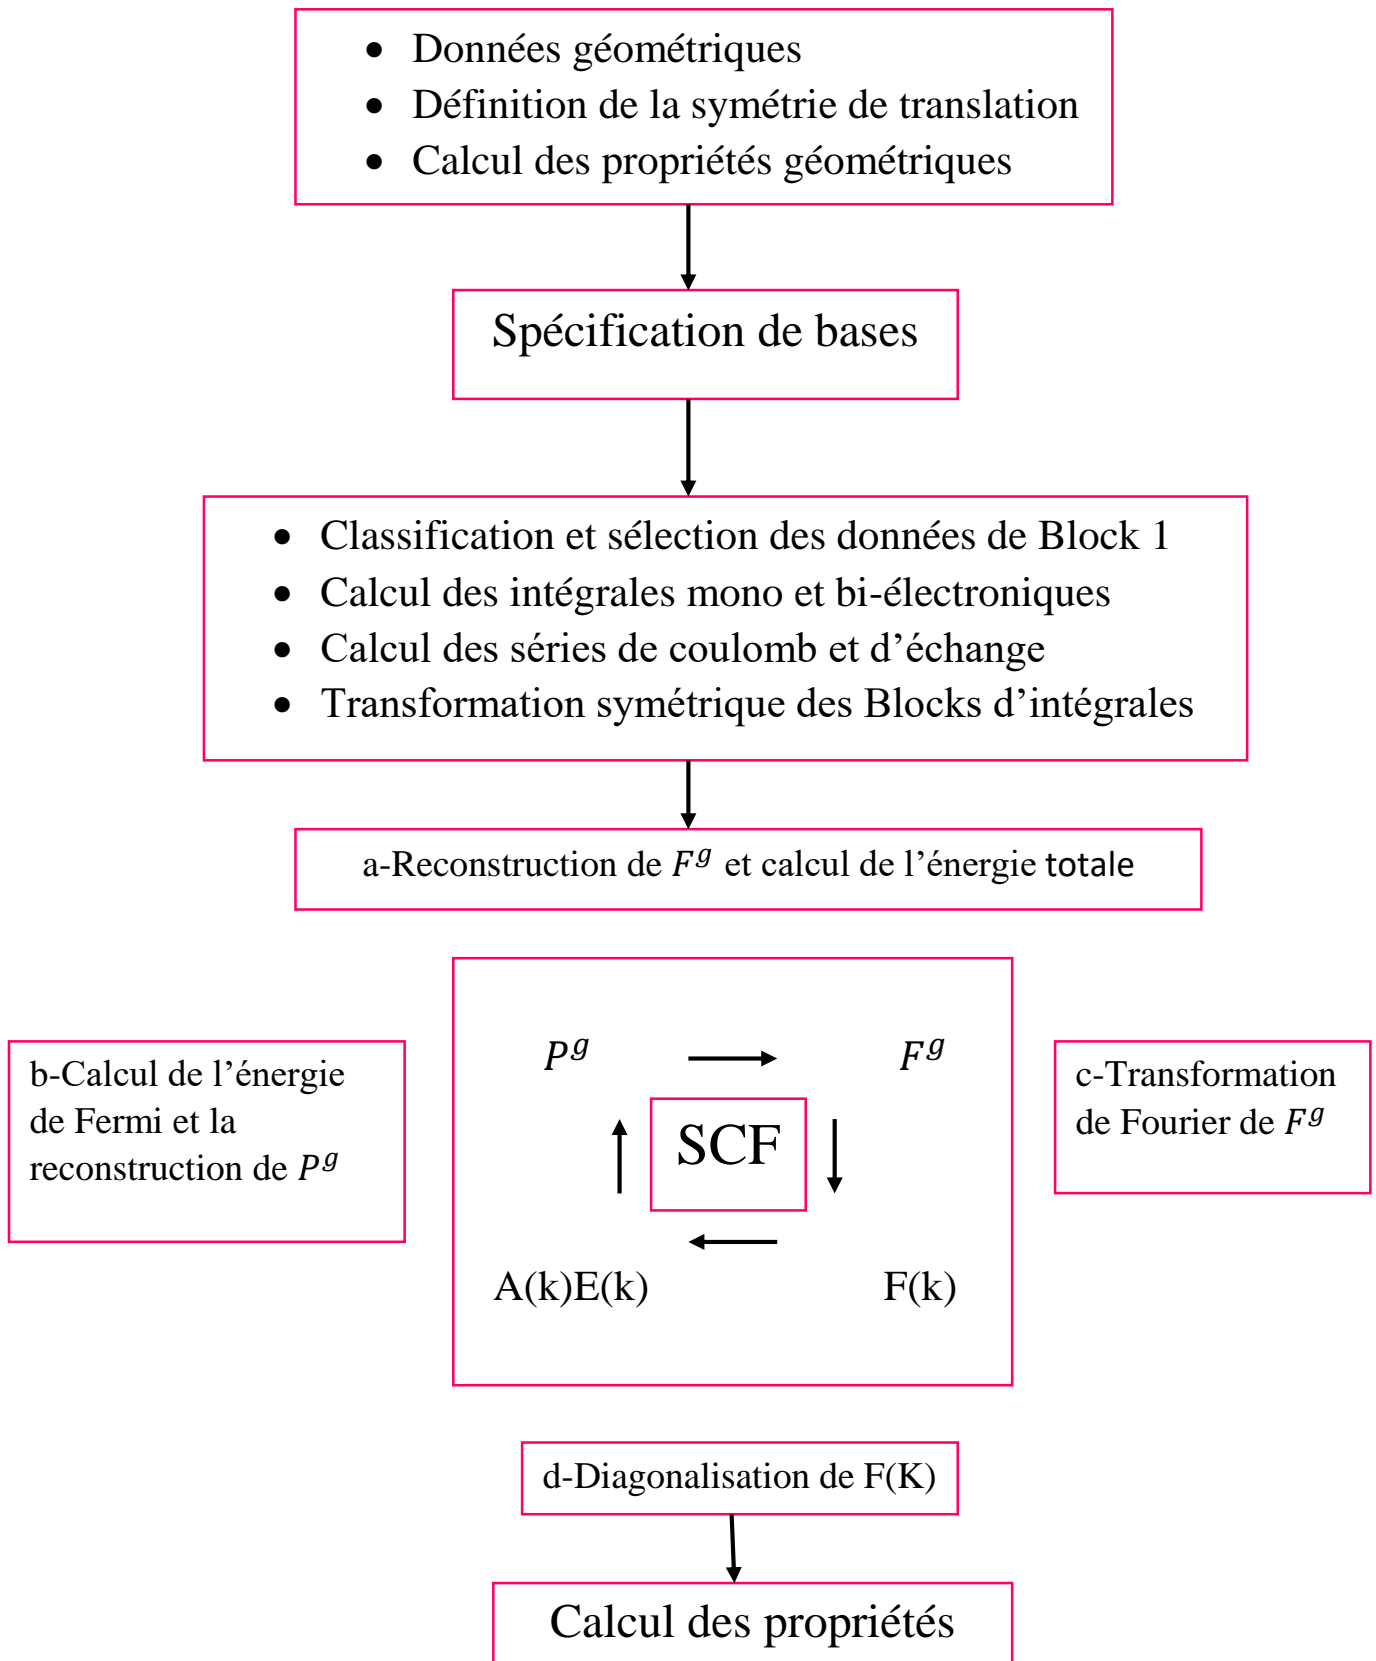 • Données géométriques
• Définition de la symétrie de translation
• Calcul des propriétés géométriques
Spécification de bases
• Classification et sélection des données de Block 1
• Calcul des intégrales mono et bi-électroniques
• Calcul des séries de coulomb et d’échange
• Transformation symétrique des Blocks d’intégrales
a-Reconstruction de F^g et calcul de l’énergie totale
b-Calcul de l’énergie
de Fermi et la
reconstruction de P^g
P^g
F^g
SCF
A(k)E(k)
F(k)
c-Transformation
de Fourier de F^g
d-Diagonalisation de F(K)
Calcul des propriétés